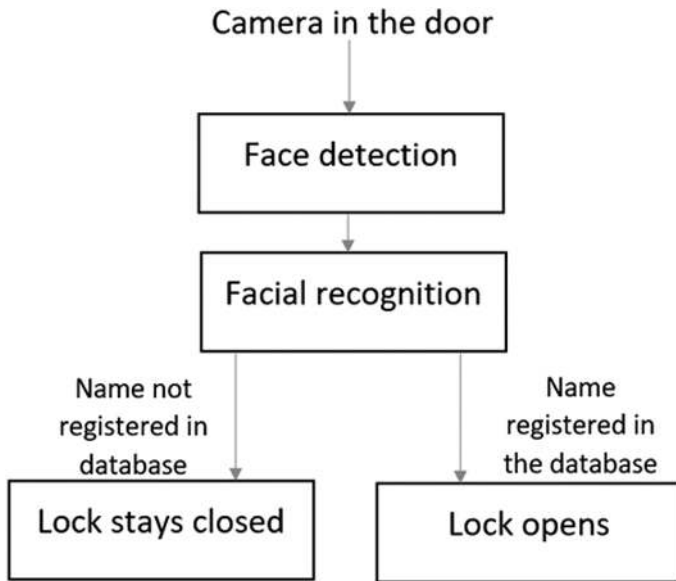 Camera in the door
Face detection
Facial recognition
Name not
registered in
database
Name
registered in
the database
Lock stays closed
Lock opens